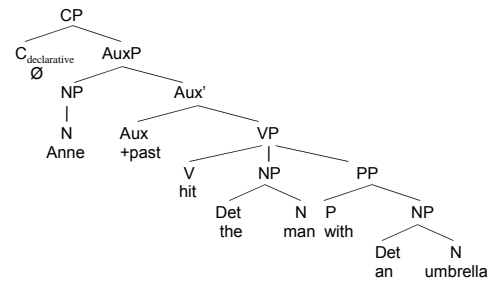 CP
C declarative AuxP
Ø
NP Aux'
N Aux VP
Anne +past
V NP PP
hit
Det N P NP
the man with
Det N
an umbrella